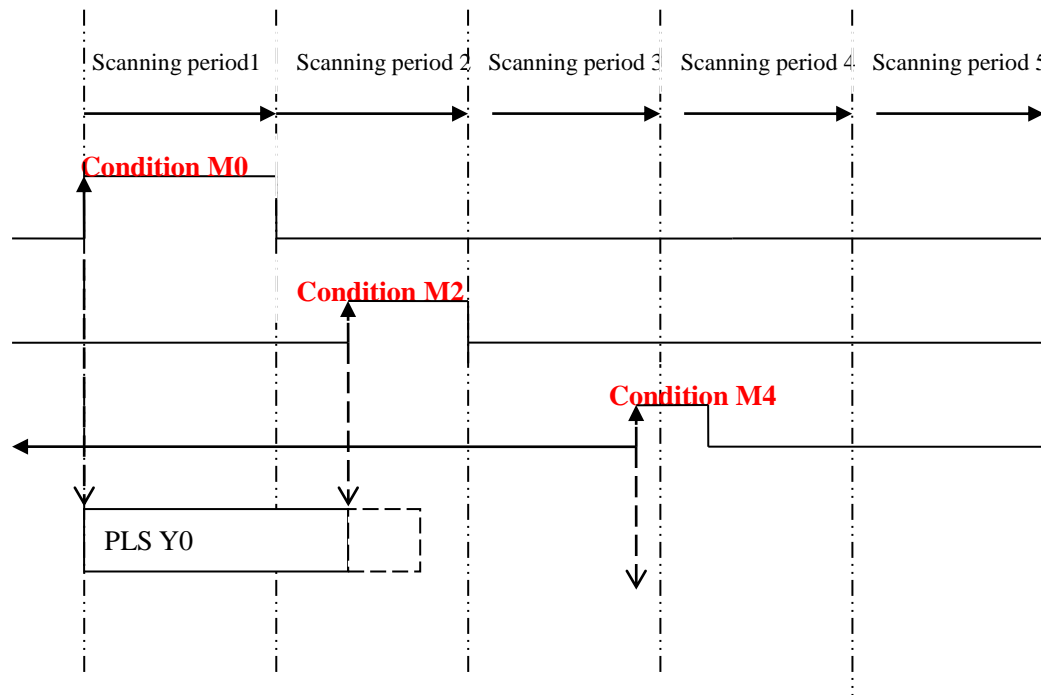 Scanning period1
Scanning period 2
Scanning period 3
Scanning period 4
Scanning period 5
Condition M0
Condition M2
Condition M4
PLS Y0